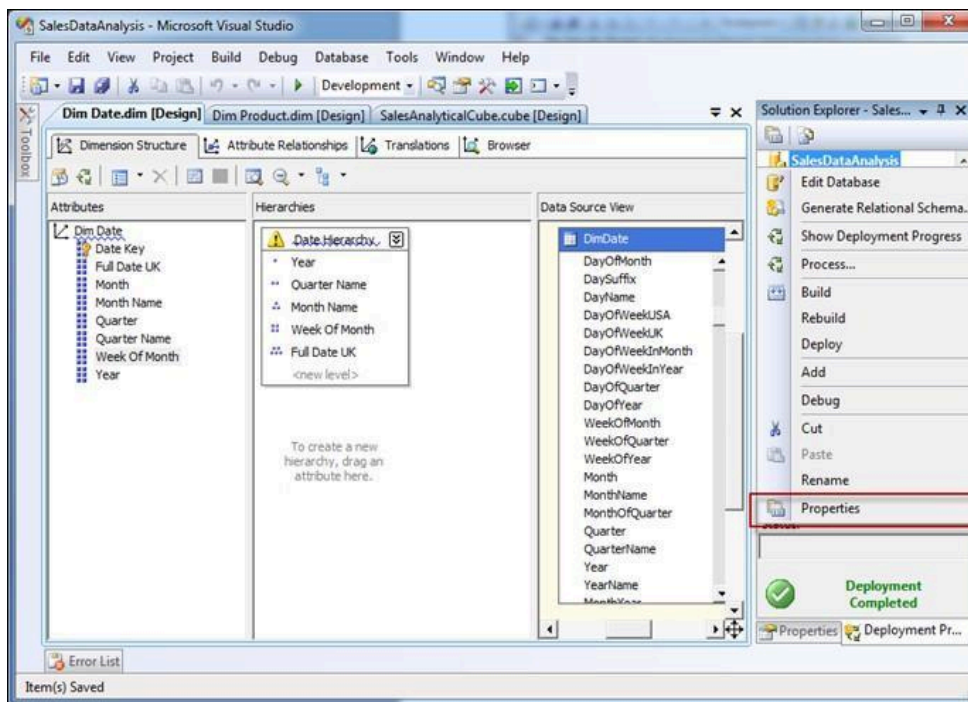 SalesDataAnalysis - Microsoft Visual Studio
File Edit View Project Build Debug Database Tools Window Help
Development
Dim Date.dim [Design] Dim Product.dim [Design] SalesAnalyticalCube.cube [Design]
Toolbox
Dimension Structure Attribute Relationships Translations Browser
Attributes
Dim Date
Date Key
Full Date UK
Month
Month Name
Quarter
Quarter Name
Week Of Month
Year
Hierarchies
Date Hierarchy
Year
Quarter Name
Month Name
Week Of Month
Full Date UK
<new level>
To create a new
hierarchy, drag an
attribute here.
Data Source View
DimDate
DayOfMonth
DaySuffix
DayName
DayOfWeekUSA
DayOfWeekUK
DayOfWeekInMonth
DayOfWeekInYear
DayOfQuarter
DayOfYear
WeekOfMonth
WeekOfQuarter
WeekOfYear
Month
MonthName
MonthOfQuarter
Quarter
QuarterName
Year
YearName
MonthYear
Solution Explorer - Sales...
SalesDataAnalysis
Edit Database
Generate Relational Schema.
Show Deployment Progress
Process...
Build
Rebuild
Deploy
Add
Debug
Cut
Paste
Rename
Properties
Status:
Deployment
Completed
Properties Deployment Pr...
Error List
Item(s) Saved